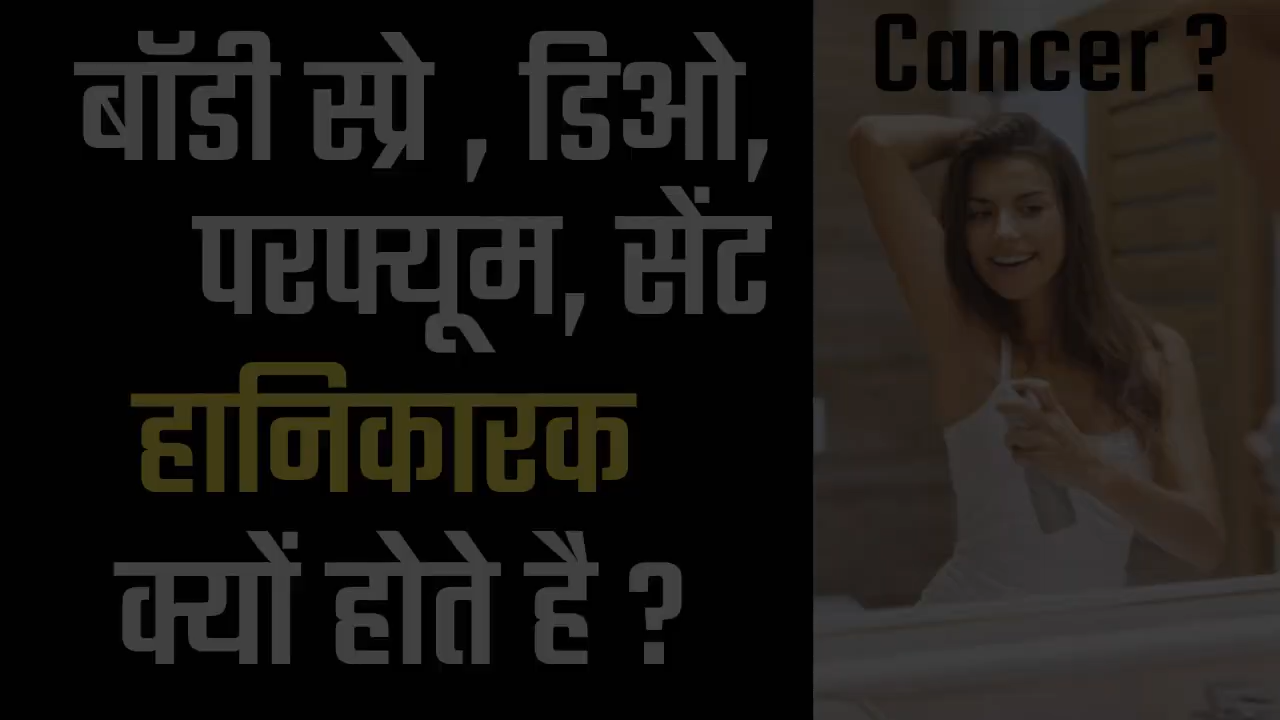 बॉडी स्प्रे , डिओ,
परफ्यूम, सेंट
हानिकारक
क्यों होते है ?
Cancer ?